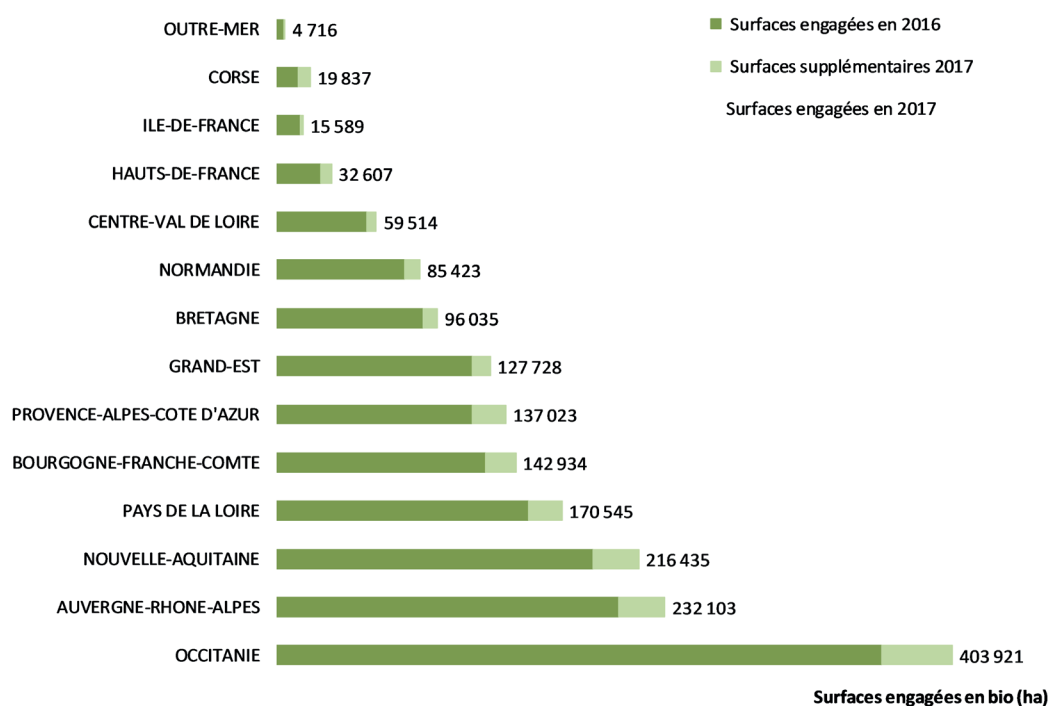 OUTRE-MER 4 716
CORSE 19 837
ILE-DE-FRANCE 15 589
HAUTS-DE-FRANCE 32 607
CENTRE-VAL DE LOIRE 59 514
NORMANDIE 85 423
BRETAGNE 96 035
GRAND-EST 127 728
PROVENCE-ALPES-COTE D'AZUR 137 023
BOURGOGNE-FRANCHE-COMTE 142 934
PAYS DE LA LOIRE 170 545
NOUVELLE-AQUITAINE 216 435
AUVERGNE-RHONE-ALPES 232 103
OCCITANIE 403 921
Surfaces engagées en 2016
Surfaces supplémentaires 2017
Surfaces engagées en 2017
Surfaces engagées en bio (ha)